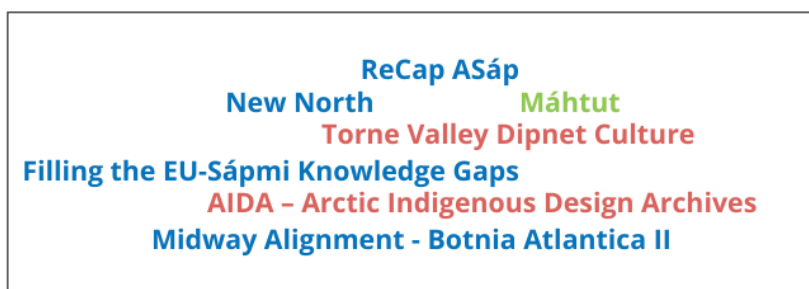 ReCap ASáp
New North Máhtut
Torne Valley Dipnet Culture
Filling the EU-Sápmi Knowledge Gaps
AIDA – Arctic Indigenous Design Archives
Midway Alignment - Botnia Atlantica II